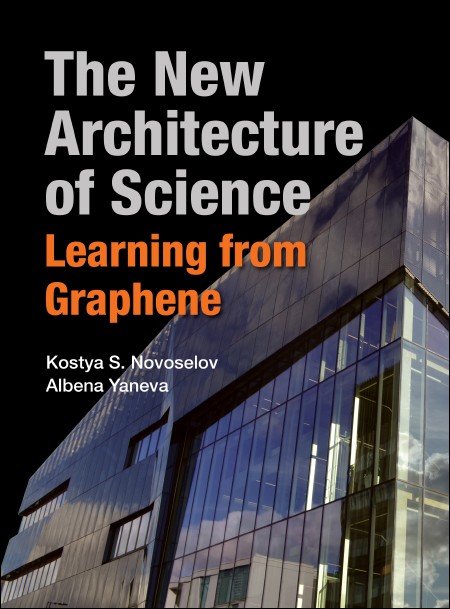 The New
Architecture
of Science
Learning from
Graphene
Kostya S. Novoselov
Albena Yaneva